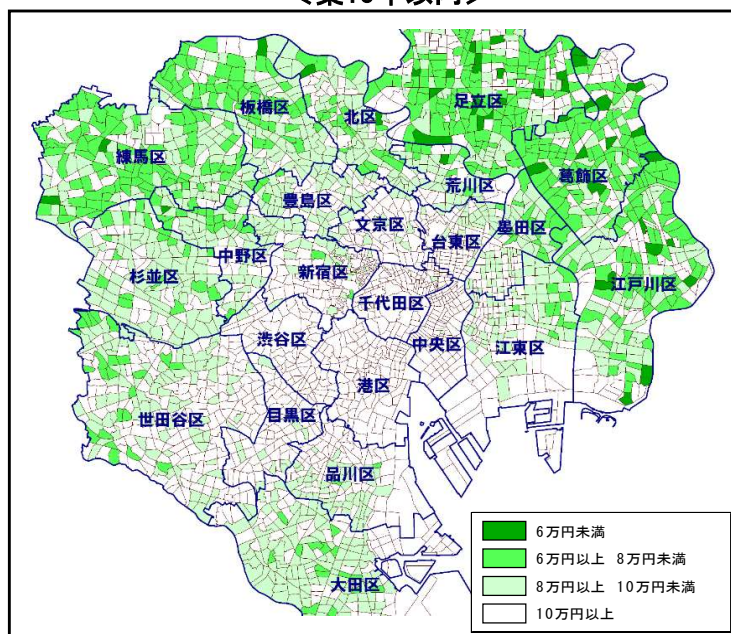 板橋区
北区
足立区
練馬区
葛飾区
荒川区
豊島区
文京区
墨田区
台東区
中野区
杉並区
新宿区
江戸川区
千代田区
渋谷区
中央区
江東区
港区
世田谷区
目黒区
品川区
大田区
6万円未満
6万円以上 8万円未満
8万円以上 10万円未満
10万円以上